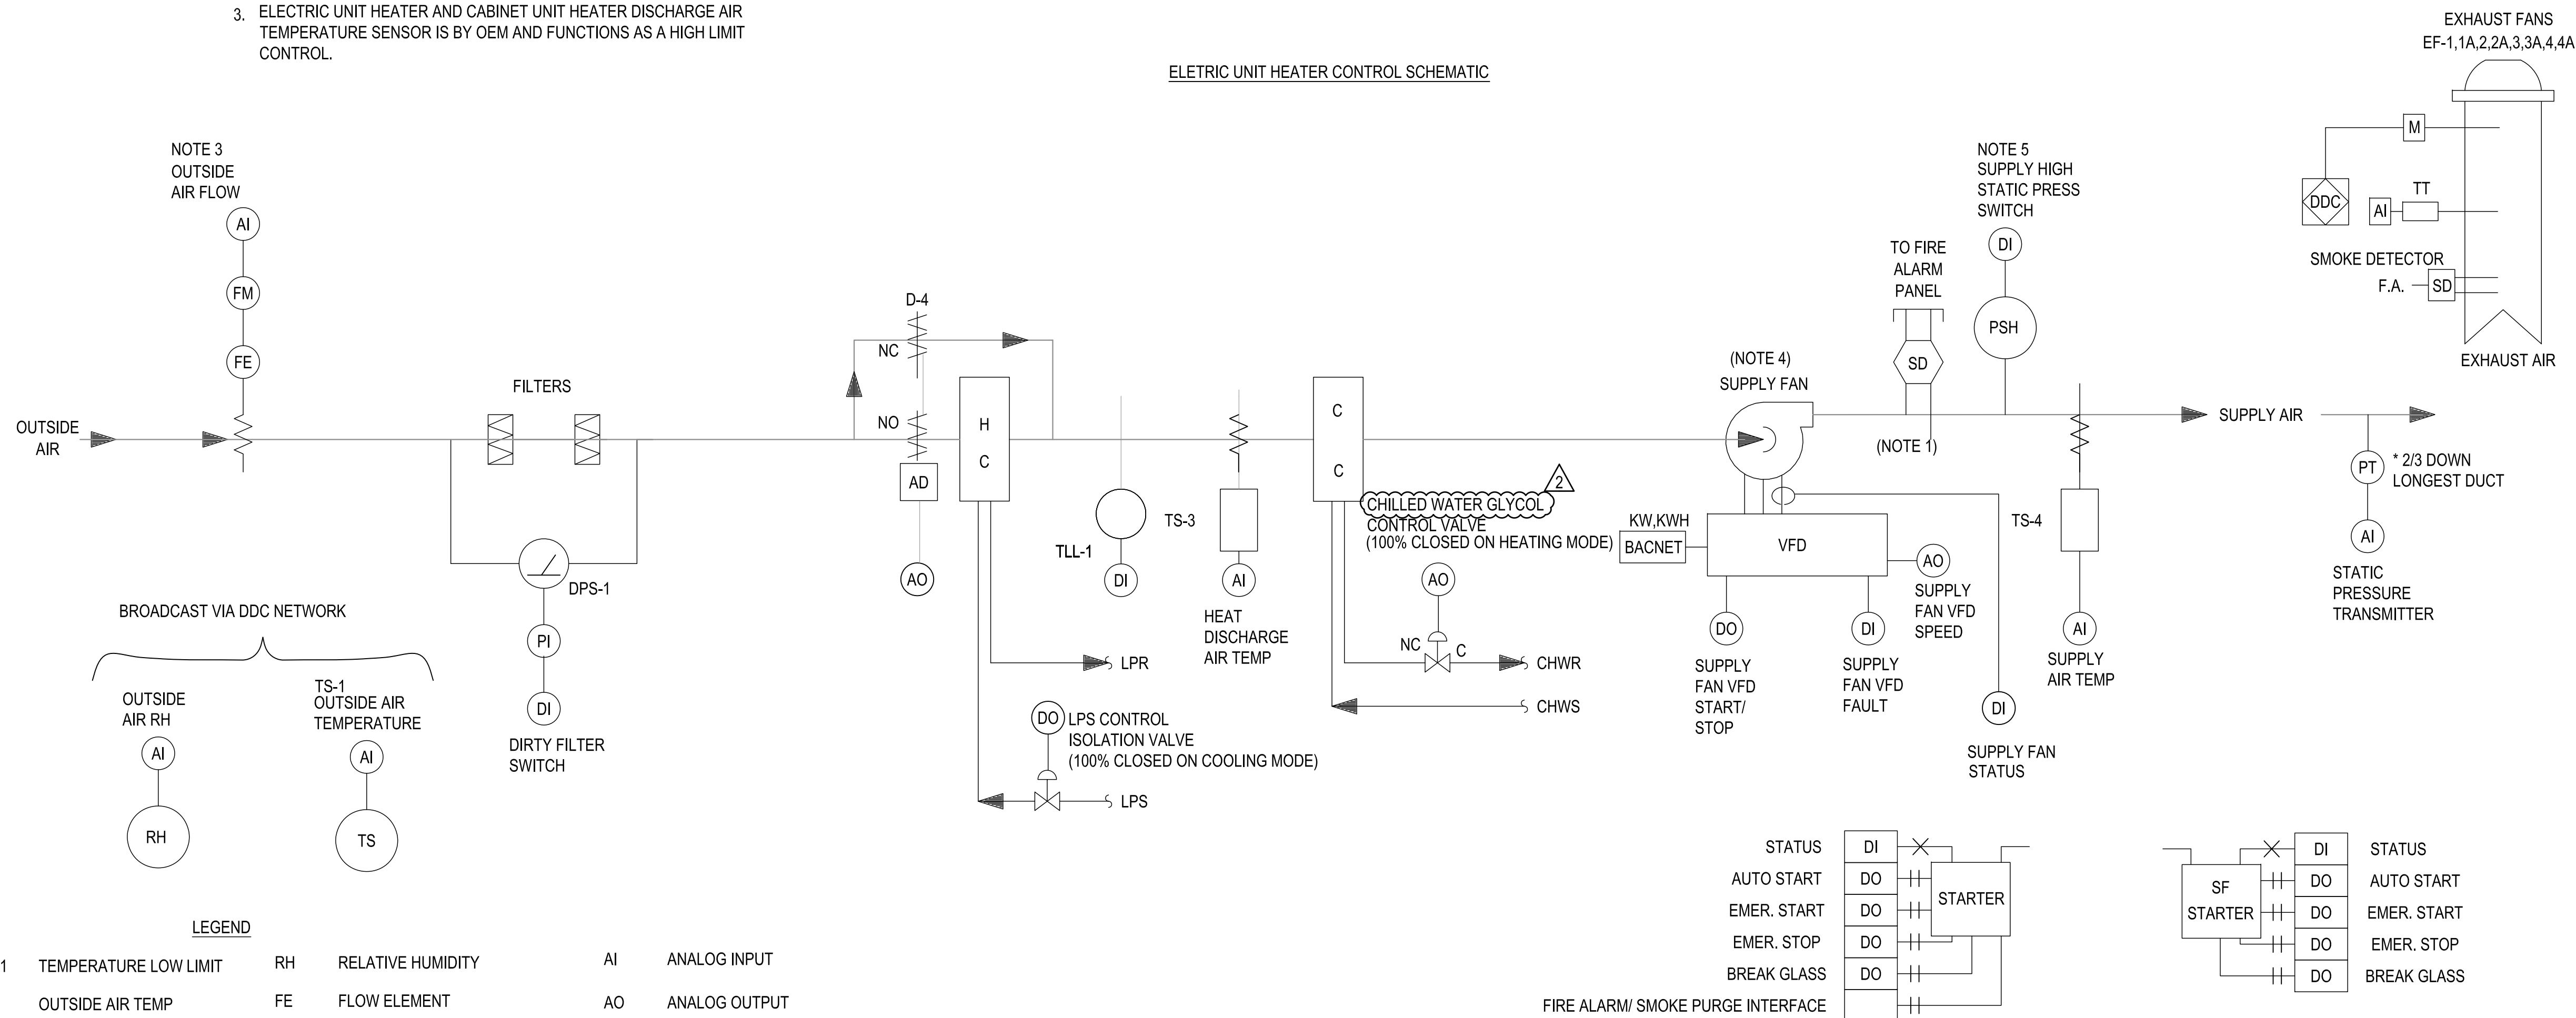 3. ELECTRIC UNIT HEATER AND CABINET UNIT HEATER DISCHARGE AIR
TEMPERATURE SENSOR IS BY OEM AND FUNCTIONS AS A HIGH LIMIT
CONTROL.
ELETRIC UNIT HEATER CONTROL SCHEMATIC
EXHAUST FANS
EF-1,1A,2,2A,3,3A,4,4A
M
DDC
TT
AI
SMOKE DETECTOR
F.A.
SD
EXHAUST AIR
NOTE 3
OUTSIDE
AIR FLOW
AI
FM
FE
OUTSIDE
AIR
FILTERS
DPS-1
PI
DI
DIRTY FILTER
SWITCH
BROADCAST VIA DDC NETWORK
OUTSIDE
AIR RH
AI
RH
TS-1
OUTSIDE AIR
TEMPERATURE
AI
TS
D-4
NC
NO
AD
AO
H
C
LPR
DO
LPS CONTROL
ISOLATION VALVE
(100% CLOSED ON COOLING MODE)
LPS
TLL-1
DI
TS-3
AI
HEAT
DISCHARGE
AIR TEMP
C
C
2
CHILLED WATER GLYCOL
CONTROL VALVE
(100% CLOSED ON HEATING MODE)
AO
NC
C
CHWR
CHWS
(NOTE 4)
SUPPLY FAN
KW,KWH
BACNET
VFD
DO
SUPPLY
FAN VFD
START/
STOP
DI
SUPPLY
FAN VFD
FAULT
AO
SUPPLY
FAN VFD
SPEED
DI
SUPPLY FAN
STATUS
TO FIRE
ALARM
PANEL
SD
(NOTE 1)
NOTE 5
SUPPLY HIGH
STATIC PRESS
SWITCH
DI
PSH
TS-4
AI
SUPPLY
AIR TEMP
SUPPLY AIR
PT
* 2/3 DOWN
LONGEST DUCT
AI
STATIC
PRESSURE
TRANSMITTER
STATUS DI
AUTO START DO
EMER. START DO
EMER. STOP DO
BREAK GLASS DO
FIRE ALARM/ SMOKE PURGE INTERFACE
STARTER
SF
STARTER
DI STATUS
DO AUTO START
DO EMER. START
DO EMER. STOP
DO BREAK GLASS
LEGEND
1 TEMPERATURE LOW LIMIT RH RELATIVE HUMIDITY AI ANALOG INPUT
OUTSIDE AIR TEMP FE FLOW ELEMENT AO ANALOG OUTPUT